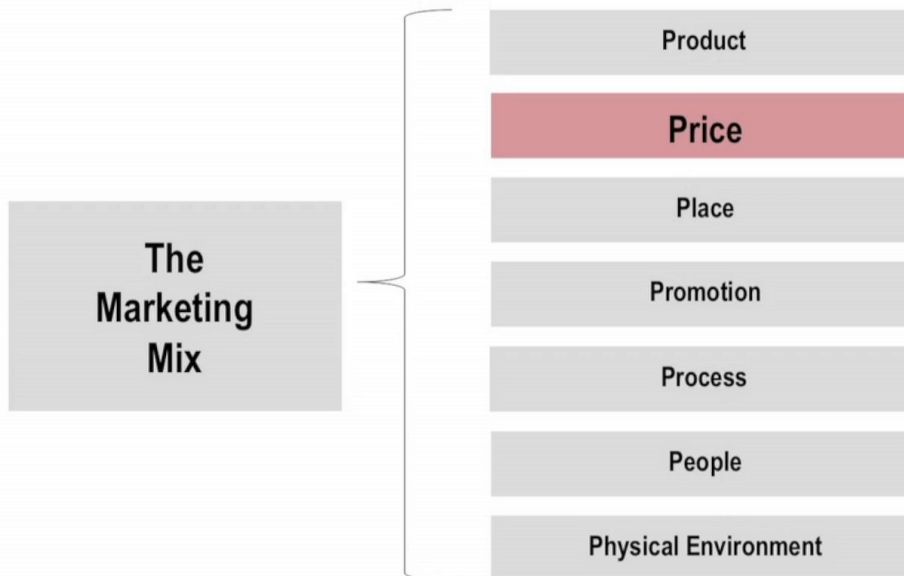 The
Marketing
Mix
Product
Price
Place
Promotion
Process
People
Physical Environment